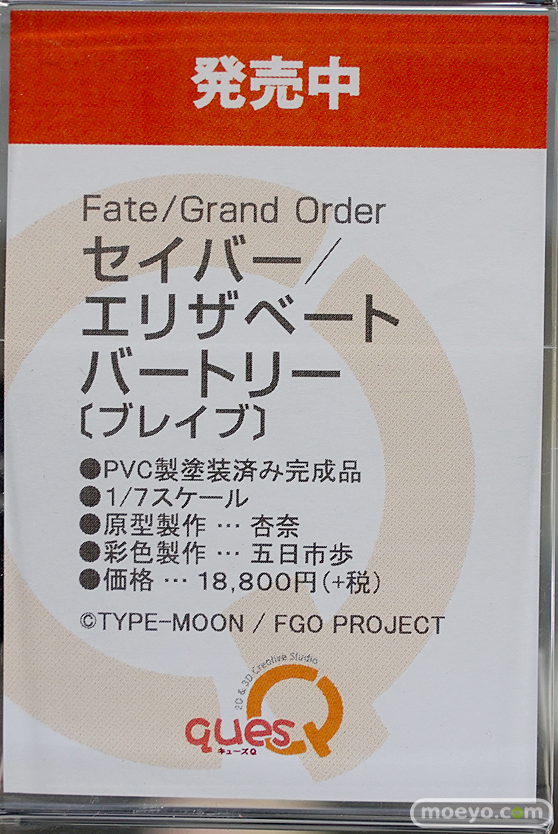 発売中
Fate/Grand Order
セイバー/
エリザベート
バートリー
〔ブレイブ〕
●PVC製塗装済み完成品
●1/7スケール
●原型製作 … 杏奈
●彩色製作 … 五日市歩
●価格 … 18,800円(+税)
©TYPE-MOON / FGO PROJECT
2D & 3D Creative Studio
quesQ
キューズQ
moeyo.com